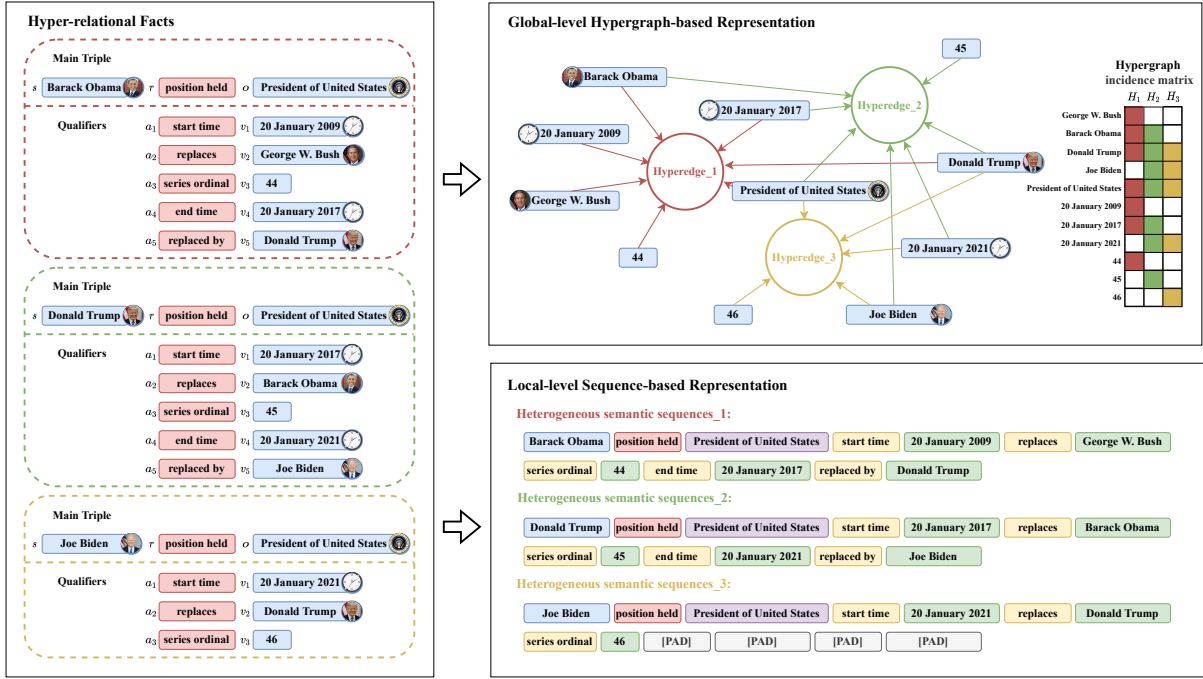 Hyper-relational Facts
Main Triple
s Barack Obama r position held o President of United States
Qualifiers a1 start time v1 20 January 2009
a2 replaces v2 George W. Bush
a3 series ordinal v3 44
a4 end time v4 20 January 2017
a5 replaced by v5 Donald Trump
Main Triple
s Donald Trump r position held o President of United States
Qualifiers a1 start time v1 20 January 2017
a2 replaces v2 Barack Obama
a3 series ordinal v3 45
a4 end time v4 20 January 2021
a5 replaced by v5 Joe Biden
Main Triple
s Joe Biden r position held o President of United States
Qualifiers a1 start time v1 20 January 2021
a2 replaces v2 Donald Trump
a3 series ordinal v3 46
Global-level Hypergraph-based Representation
45
Barack Obama
Hyperedge_2
20 January 2017
20 January 2009
Donald Trump
Hyperedge_1
President of United States
George W. Bush
20 January 2021
44
Hyperedge_3
46
Joe Biden
Hypergraph
incidence matrix
H1 H2 H3
George W. Bush
Barack Obama
Donald Trump
Joe Biden
President of United States
20 January 2009
20 January 2017
20 January 2021
44
45
46
Local-level Sequence-based Representation
Heterogeneous semantic sequences_1:
Barack Obama position held President of United States start time 20 January 2009 replaces George W. Bush
series ordinal 44 end time 20 January 2017 replaced by Donald Trump
Heterogeneous semantic sequences_2:
Donald Trump position held President of United States start time 20 January 2017 replaces Barack Obama
series ordinal 45 end time 20 January 2021 replaced by Joe Biden
Heterogeneous semantic sequences_3:
Joe Biden position held President of United States start time 20 January 2021 replaces Donald Trump
series ordinal 46 [PAD] [PAD] [PAD] [PAD]